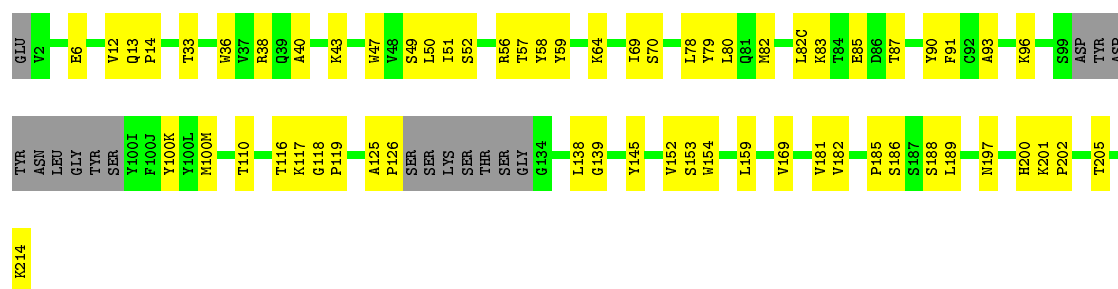 GLU V2 E6 V12 Q13 P14 T33 W36 V37 R38 Q39 A40 K43 W47 V48 S49 L50 I51 S52 R56 T57 Y58 Y59 K64 I69 S70 L78 Y79 L80 Q81 M82 L82C K83 T84 E85 D86 T87 Y90 F91 C92 A93 K96 S99 ASP TYR ASP
TYR ASN LEU GLY TYR SER Y100I F100J Y100K Y100L M100M T110 T116 K117 G118 P119 A125 P126 SER SER LYS SER THR SER GLY G134 L138 G139 Y145 V152 S153 W154 L159 V169 V181 V182 P185 S186 S187 S188 L189 N197 H200 K201 P202 T205
K214